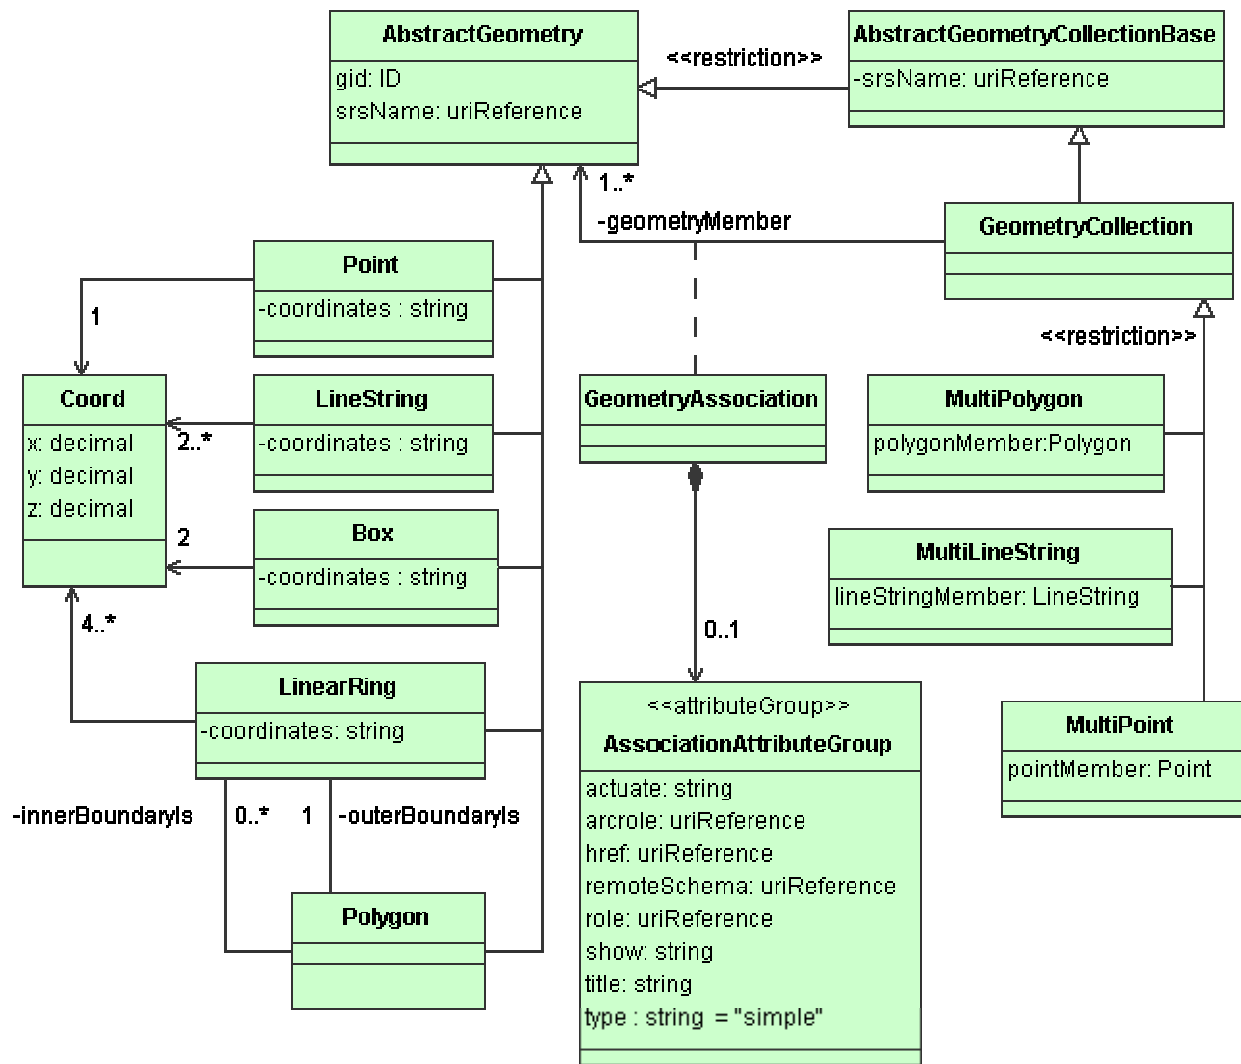 AbstractGeometry
gid: ID
srsName: uriReference
<<restriction>>
AbstractGeometryCollectionBase
-srsName: uriReference
1..*
-geometryMember
GeometryCollection
<<restriction>>
Point
-coordinates : string
1
Coord
x: decimal
y: decimal
z: decimal
LineString
-coordinates : string
2..*
GeometryAssociation
MultiPolygon
polygonMember:Polygon
Box
-coordinates : string
2
MultiLineString
lineStringMember: LineString
4..*
0..1
LinearRing
-coordinates: string
<<attributeGroup>>
AssociationAttributeGroup
actuate: string
arcrole: uriReference
href: uriReference
remoteSchema: uriReference
role: uriReference
show: string
title: string
type : string = "simple"
MultiPoint
pointMember: Point
-innerBoundaryIs
0..*
1
-outerBoundaryIs
Polygon